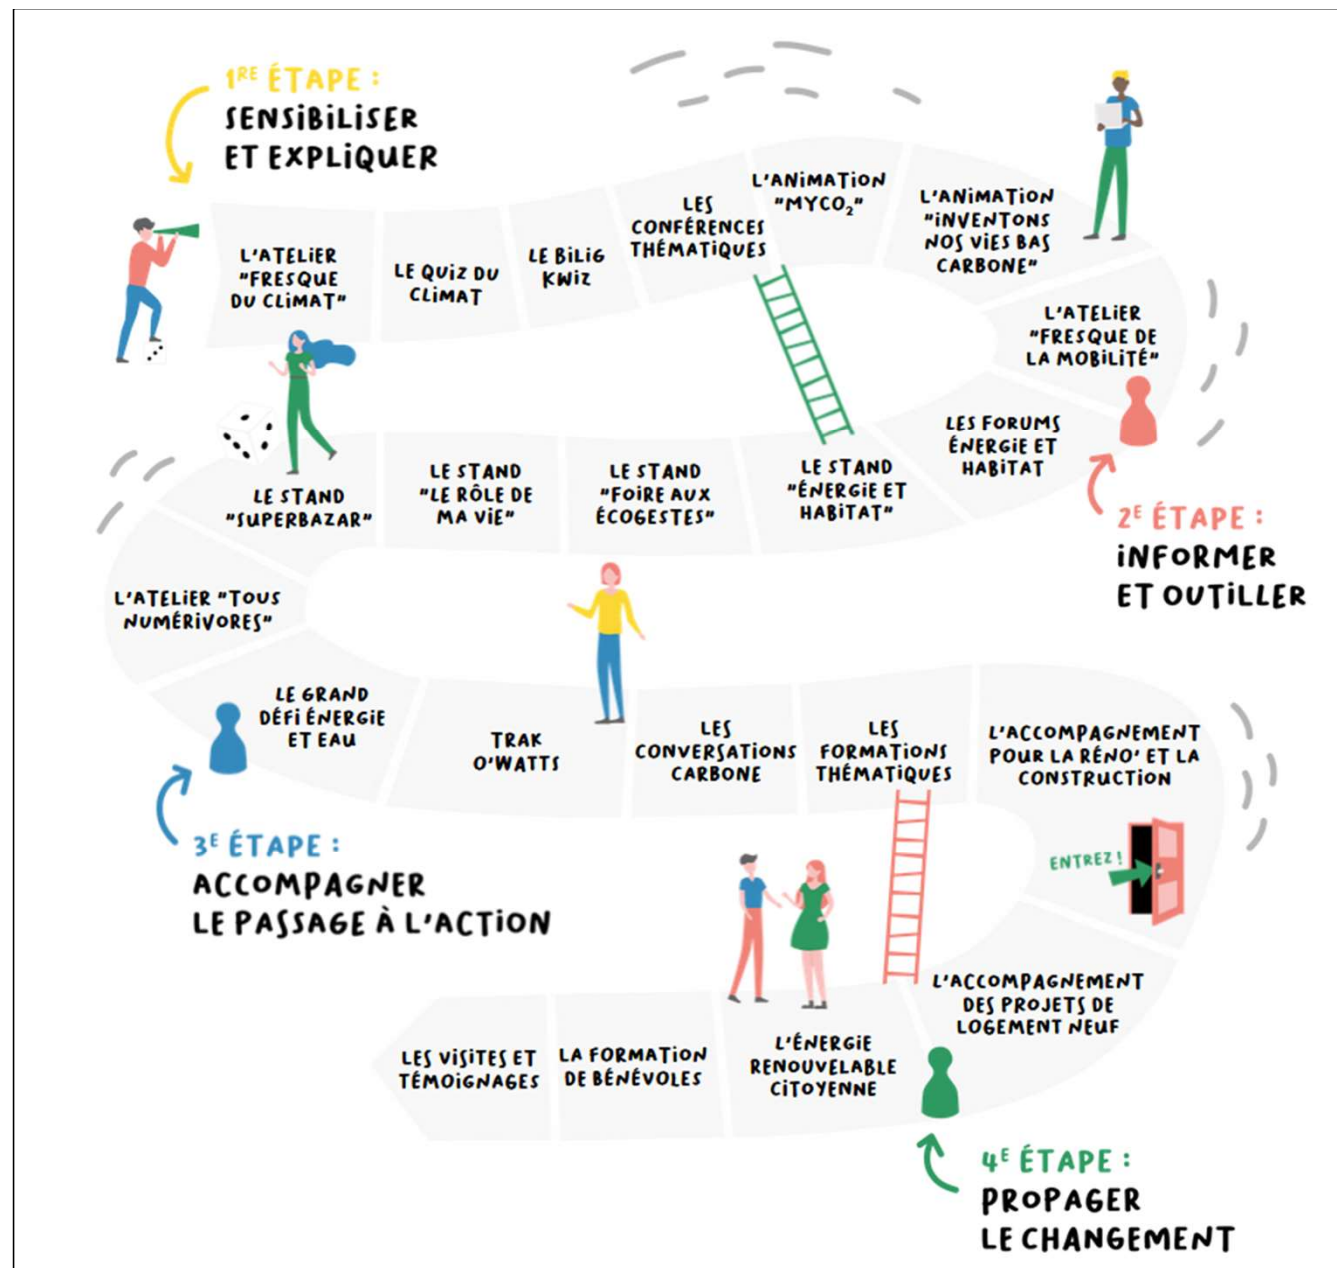 1RE ÉTAPE :
SENSIBILISER
ET EXPLIQUER
L'ATELIER
"FRESQUE
DU CLIMAT"
LE QUIZ DU
CLIMAT
LE BILIG
KWIZ
LES
CONFÉRENCES
THÉMATIQUES
L'ANIMATION
"MYCO₂"
L'ANIMATION
"INVENTONS
NOS VIES BAS
CARBONE"
L'ATELIER
"FRESQUE DE
LA MOBILITÉ"
2E ÉTAPE :
INFORMER
ET OUTILLER
LES FORUMS
ÉNERGIE ET
HABITAT
LE STAND
"ÉNERGIE ET
HABITAT"
LE STAND
"FOIRE AUX
ÉCOGESTES"
LE STAND
"LE RÔLE DE
MA VIE"
LE STAND
"SUPERBAZAR"
L'ATELIER "TOUS
NUMÉRIVORES"
3E ÉTAPE :
ACCOMPAGNER
LE PASSAGE À L'ACTION
LE GRAND
DÉFI ÉNERGIE
ET EAU
TRAK
O'WATTS
LES
CONVERSATIONS
CARBONE
LES
FORMATIONS
THÉMATIQUES
L'ACCOMPAGNEMENT
POUR LA RÉNO' ET LA
CONSTRUCTION
ENTREZ !
L'ACCOMPAGNEMENT
DES PROJETS DE
LOGEMENT NEUF
4E ÉTAPE :
PROPAGER
LE CHANGEMENT
L'ÉNERGIE
RENOUVELABLE
CITOYENNE
LA FORMATION
DE BÉNÉVOLES
LES VISITES ET
TÉMOIGNAGES